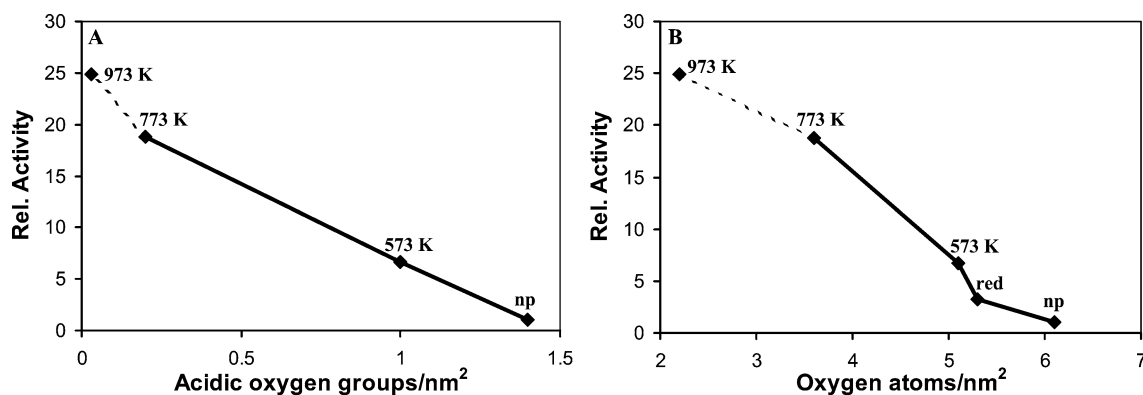 A
30
25
20
15
10
5
0
Rel. Activity
973 K
773 K
573 K
np
0
0.5
1
1.5
Acidic oxygen groups/nm²
B
30
25
20
15
10
5
0
Rel. Activity
973 K
773 K
573 K
red
np
2
3
4
5
6
7
Oxygen atoms/nm²